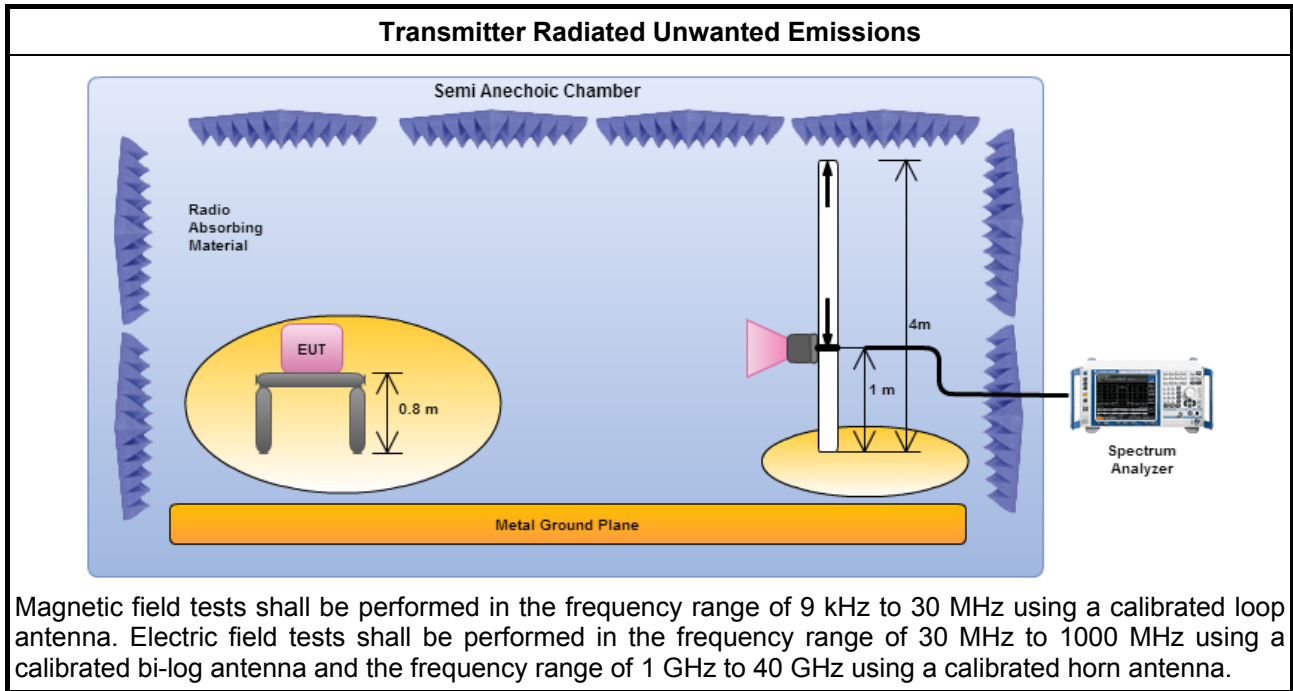 Transmitter Radiated Unwanted Emissions
Semi Anechoic Chamber
Radio
Absorbing
Material
EUT
0.8 m
4m
1 m
Spectrum
Analyzer
Metal Ground Plane
Magnetic field tests shall be performed in the frequency range of 9 kHz to 30 MHz using a calibrated loop
antenna. Electric field tests shall be performed in the frequency range of 30 MHz to 1000 MHz using a
calibrated bi-log antenna and the frequency range of 1 GHz to 40 GHz using a calibrated horn antenna.